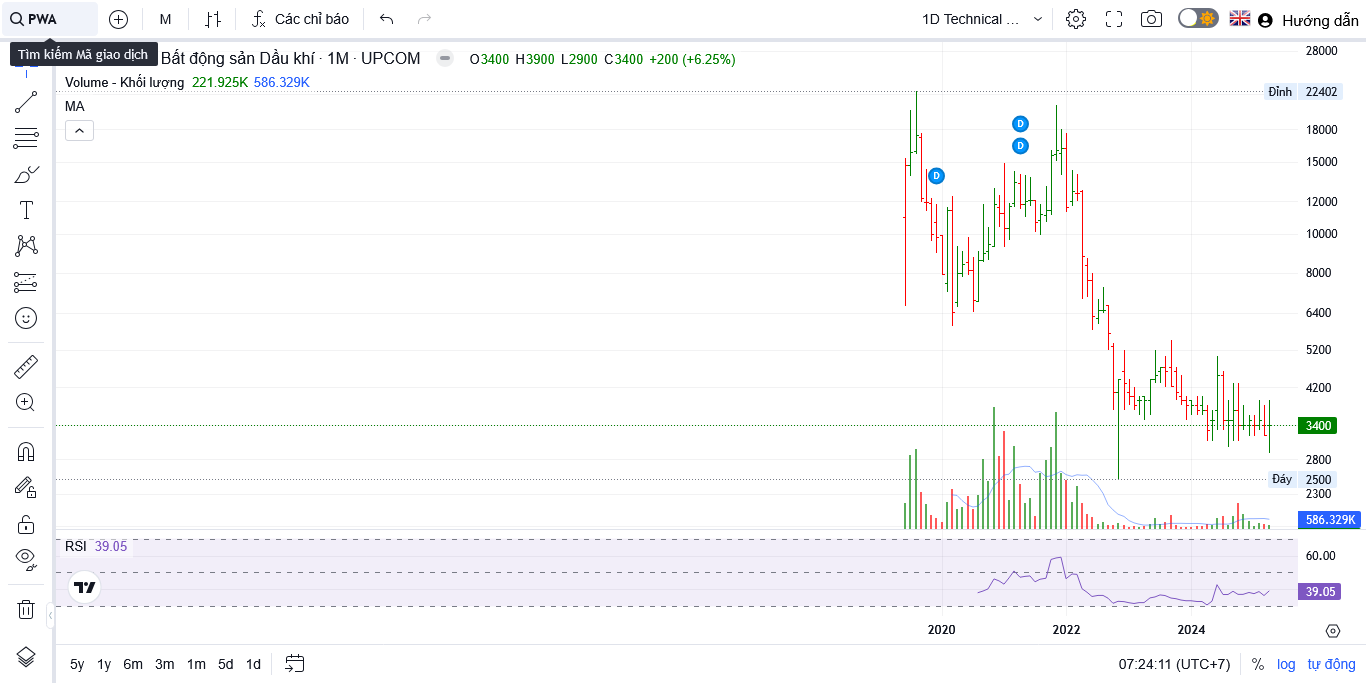 PWA
M
Các chỉ báo
1D Technical ...
Hướng dẫn
Tìm kiếm Mã giao dịch
Bất động sản Dầu khí · 1M · UPCOM
O3400 H3900 L2900 C3400 +200 (+6.25%)
Volume - Khối lượng 221.925K 586.329K
MA
D
D
D
28000
Đỉnh 22402
18000
15000
12000
10000
8000
6400
5200
4200
3400
2800
Đáy 2500
2300
586.329K
RSI 39.05
60.00
39.05
2020 2022 2024
5y 1y 6m 3m 1m 5d 1d
07:24:11 (UTC+7) % log tự động